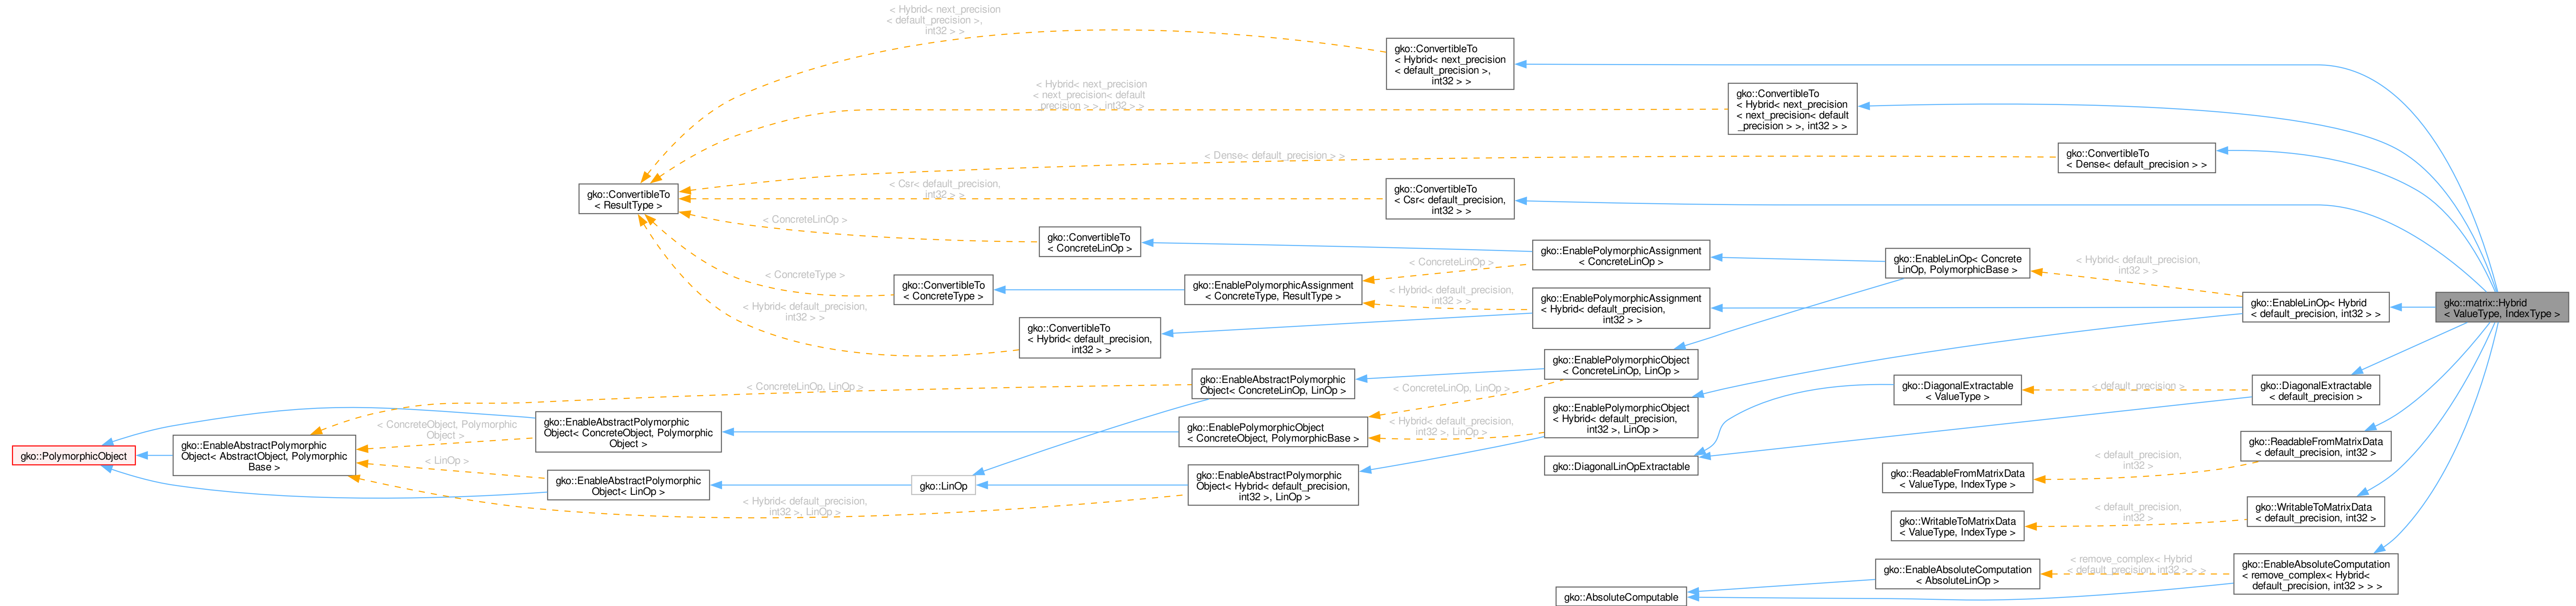 < Hybrid< next_precision
< default_precision >,
int32 > >
gko::ConvertibleTo
< Hybrid< next_precision
< default_precision >,
int32 > >
< Hybrid< next_precision
< next_precision< default
_precision > >, int32 > >
gko::ConvertibleTo
< Hybrid< next_precision
< next_precision< default
_precision > >, int32 > >
< Dense< default_precision > >
gko::ConvertibleTo
< Dense< default_precision > >
gko::ConvertibleTo
< ResultType >
< Csr< default_precision,
int32 > >
gko::ConvertibleTo
< Csr< default_precision,
int32 > >
< ConcreteLinOp >
gko::ConvertibleTo
< ConcreteLinOp >
gko::EnablePolymorphicAssignment
< ConcreteLinOp >
gko::EnableLinOp< Concrete
LinOp, PolymorphicBase >
< Hybrid< default_precision,
int32 > >
< ConcreteType >
gko::ConvertibleTo
< ConcreteType >
gko::EnablePolymorphicAssignment
< ConcreteType, ResultType >
< ConcreteLinOp >
< Hybrid< default_precision,
int32 > >
gko::EnablePolymorphicAssignment
< Hybrid< default_precision,
int32 > >
gko::EnableLinOp< Hybrid
< default_precision, int32 > >
gko::matrix::Hybrid
< ValueType, IndexType >
< Hybrid< default_precision,
int32 > >
gko::ConvertibleTo
< Hybrid< default_precision,
int32 > >
gko::EnablePolymorphicObject
< ConcreteLinOp, LinOp >
< ConcreteLinOp, LinOp >
gko::EnableAbstractPolymorphic
Object< ConcreteLinOp, LinOp >
< ConcreteLinOp, LinOp >
gko::DiagonalExtractable
< ValueType >
< default_precision >
gko::DiagonalExtractable
< default_precision >
gko::PolymorphicObject
gko::EnableAbstractPolymorphic
Object< AbstractObject, Polymorphic
Base >
< ConcreteObject, Polymorphic
Object >
gko::EnableAbstractPolymorphic
Object< ConcreteObject, Polymorphic
Object >
gko::EnablePolymorphicObject
< ConcreteObject, PolymorphicBase >
< Hybrid< default_precision,
int32 >, LinOp >
gko::EnablePolymorphicObject
< Hybrid< default_precision,
int32 >, LinOp >
gko::DiagonalLinOpExtractable
gko::ReadableFromMatrixData
< ValueType, IndexType >
< default_precision,
int32 >
gko::ReadableFromMatrixData
< default_precision, int32 >
< LinOp >
gko::EnableAbstractPolymorphic
Object< LinOp >
gko::LinOp
gko::EnableAbstractPolymorphic
Object< Hybrid< default_precision,
int32 >, LinOp >
< Hybrid< default_precision,
int32 >, LinOp >
gko::WritableToMatrixData
< ValueType, IndexType >
< default_precision,
int32 >
gko::WritableToMatrixData
< default_precision, int32 >
gko::AbsoluteComputable
gko::EnableAbsoluteComputation
< AbsoluteLinOp >
< remove_complex< Hybrid
< default_precision, int32 > > >
gko::EnableAbsoluteComputation
< remove_complex< Hybrid<
default_precision, int32 > > >